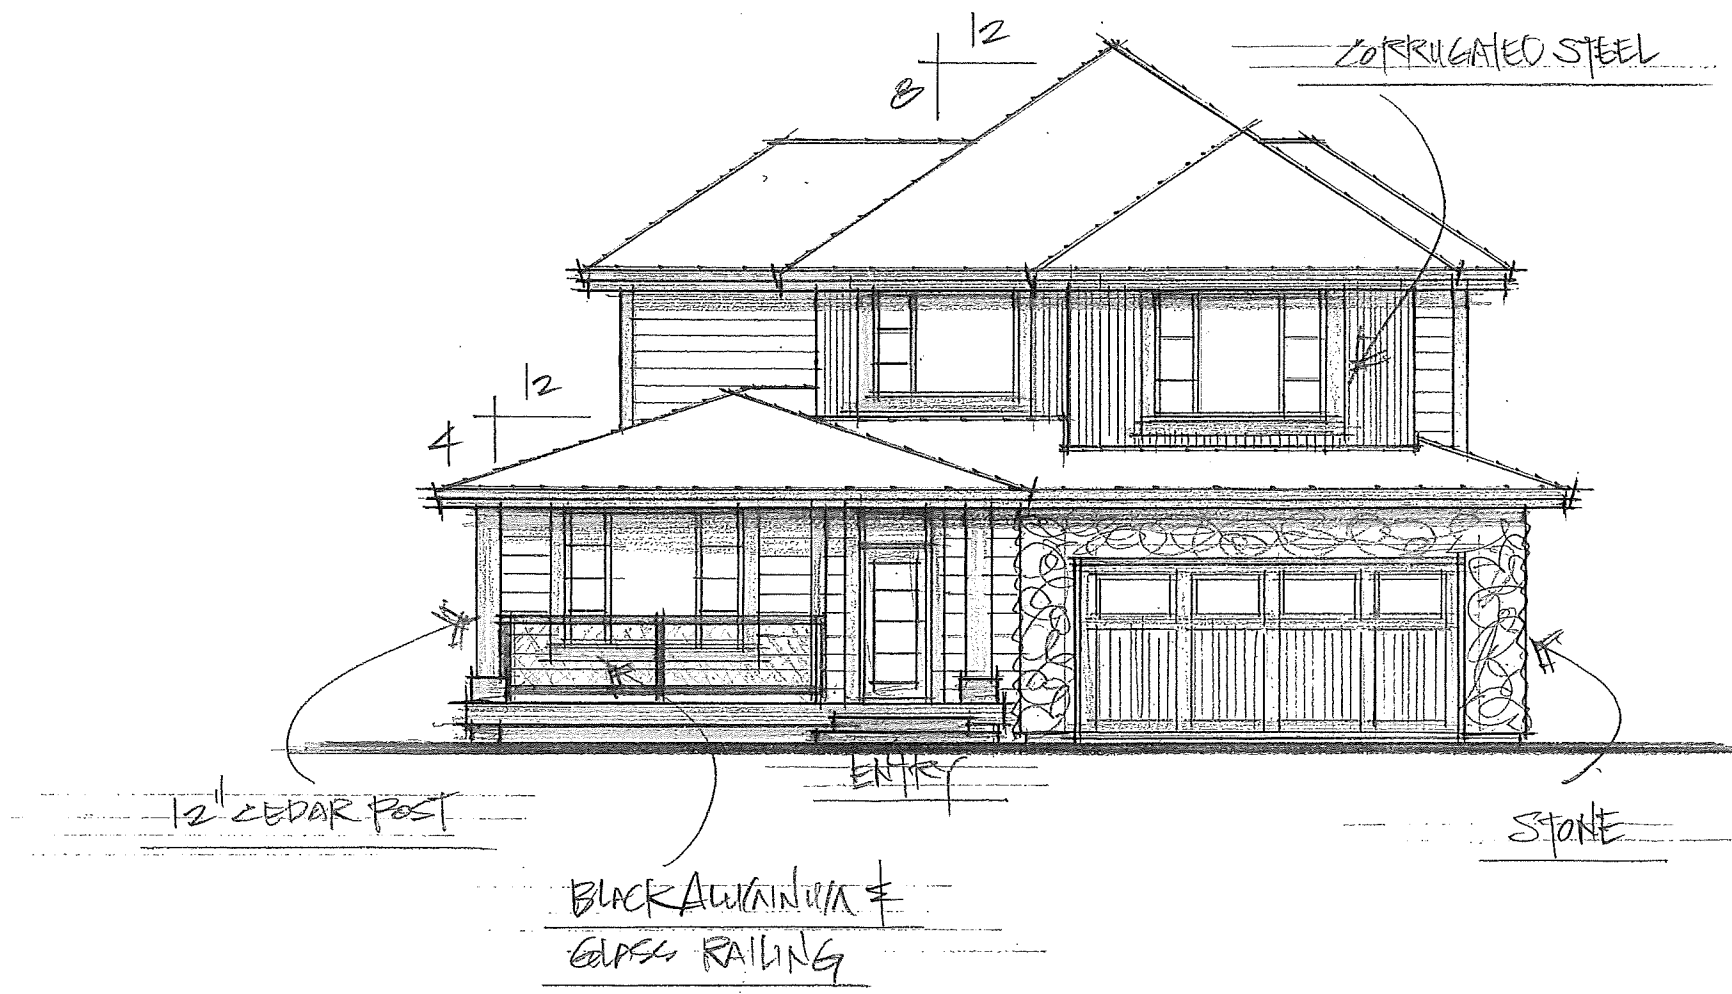 12
8
CORRUGATED STEEL
12
4
ENTRY
12" CEDAR POST
STONE
BLACK ALUMINUM &
GLASS RAILING